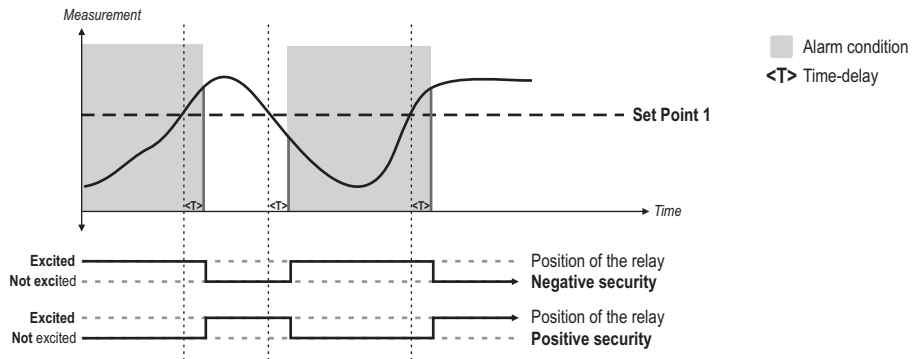 Measurement
Alarm condition
<T> Time-delay
Set Point 1
<T>
<T>
<T>
Time
Excited
Position of the relay
Not excited
Negative security
Excited
Position of the relay
Not excited
Positive security